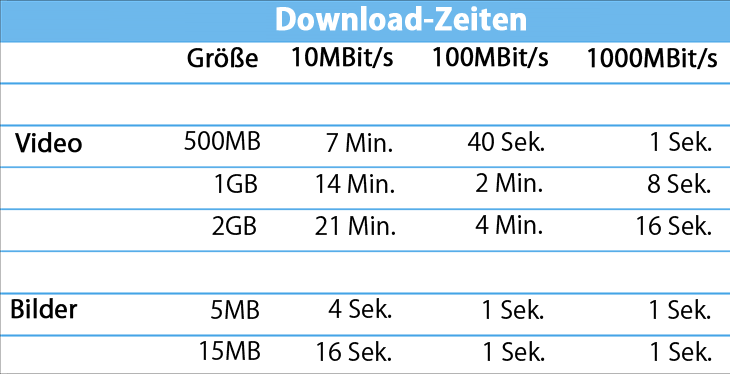 Download-Zeiten
Größe 10MBit/s 100MBit/s 1000MBit/s
Video 500MB 7 Min. 40 Sek. 1 Sek.
1GB 14 Min. 2 Min. 8 Sek.
2GB 21 Min. 4 Min. 16 Sek.
Bilder 5MB 4 Sek. 1 Sek. 1 Sek.
15MB 16 Sek. 1 Sek. 1 Sek.